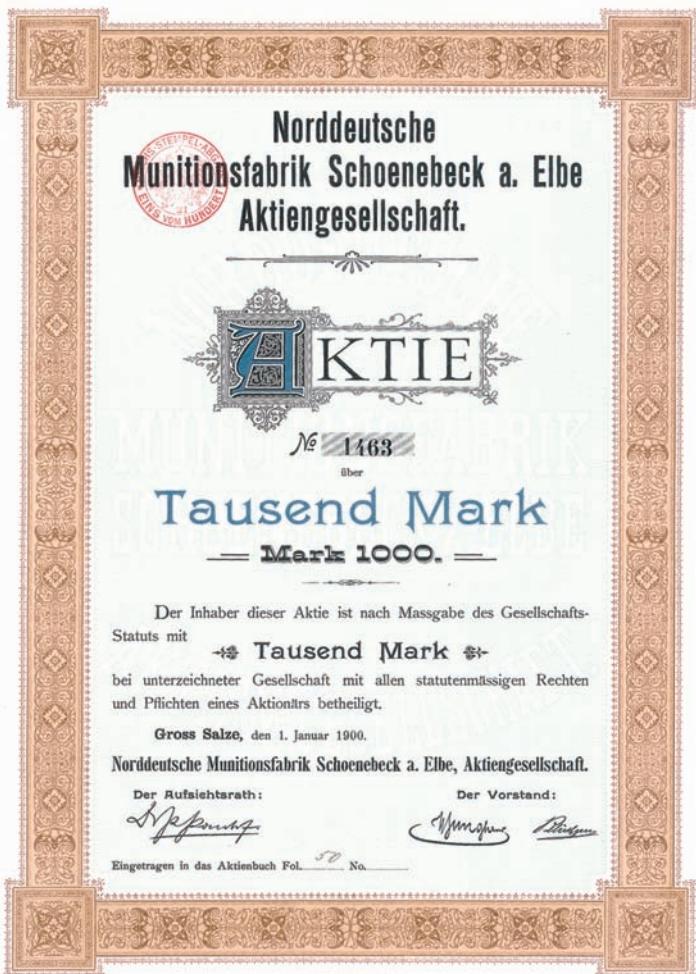 Norddeutsche
Munitionsfabrik Schoenebeck a. Elbe
Aktiengesellschaft.
EINS VOM HUNDERT
AKTIE
No 1463
über
Tausend Mark
Mark 1000.
Der Inhaber dieser Aktie ist nach Massgabe des Gesellschafts-
Statuts mit
Tausend Mark
bei unterzeichneter Gesellschaft mit allen statutenmässigen Rechten
und Pflichten eines Aktionärs betheiligt.
Gross Salze, den 1. Januar 1900.
Norddeutsche Munitionsfabrik Schoenebeck a. Elbe, Aktiengesellschaft.
Der Aufsichtsrath: Der Vorstand:
Eingetragen in das Aktienbuch Fol. 50 No.